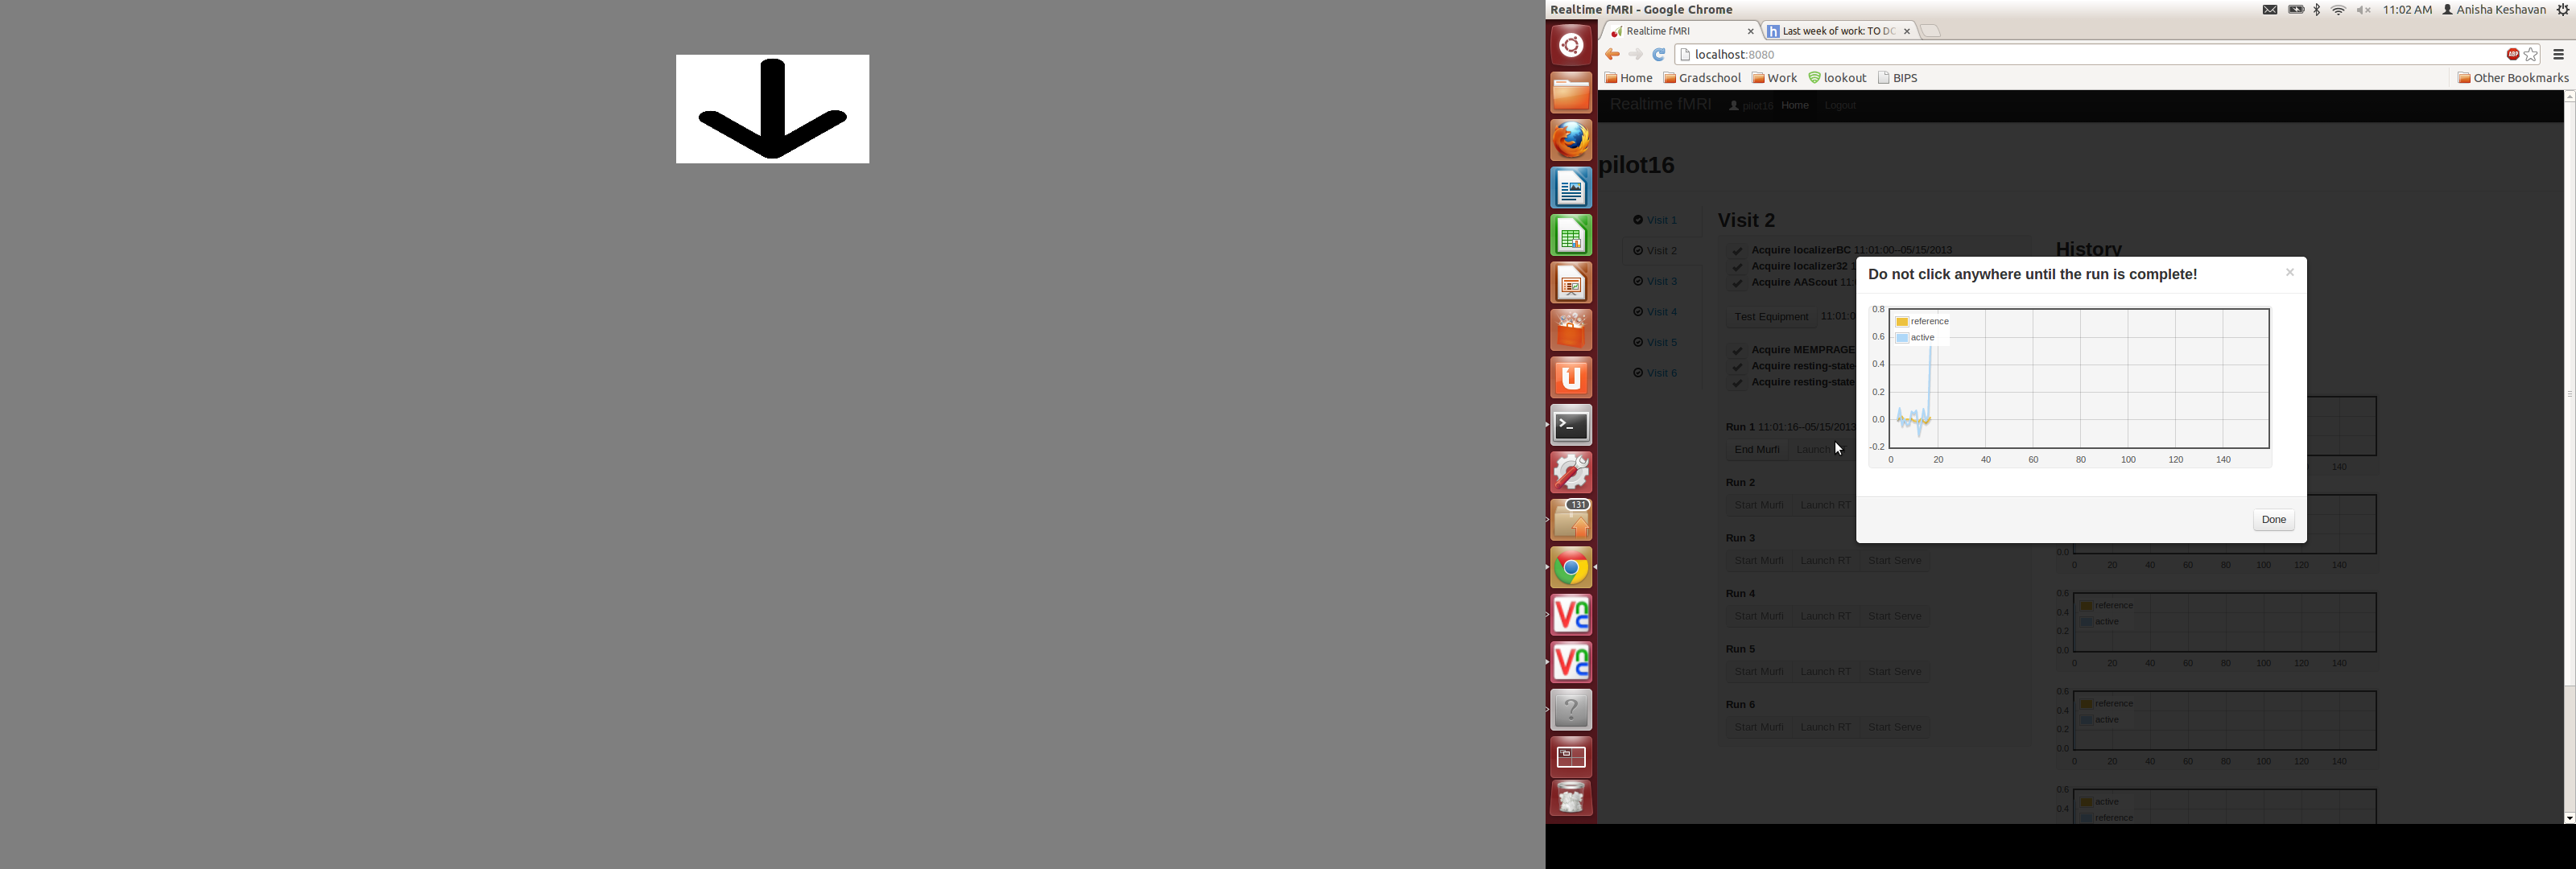 Realtime fMRI - Google Chrome
11:02 AM Anisha Keshavan
Realtime fMRI
Last week of work: TO DO
localhost:8080
ABP
Home Gradschool Work lookout BIPS Other Bookmarks
Realtime fMRI pilot16 Home Logout
pilot16
Visit 1
Visit 2
Visit 3
Visit 4
Visit 5
Visit 6
Visit 2
Acquire localizerBC 11:01:00--05/15/2013
Acquire localizer32 1
Acquire AAScout 11:
Test Equipment 11:01:0
Acquire MEMPRAGE
Acquire resting-state
Acquire resting-state
Run 1 11:01:16--05/15/2013
End Murfi Launch
Run 2
Start Murfi Launch RT
Run 3
Start Murfi Launch RT Start Serve
Run 4
Start Murfi Launch RT Start Serve
Run 5
Start Murfi Launch RT Start Serve
Run 6
Start Murfi Launch RT Start Serve
131
History
Do not click anywhere until the run is complete!
×
0.8
0.6
0.4
0.2
0.0
-0.2
reference
active
0 20 40 60 80 100 120 140
Done
140
0.0
0 20 40 60 80 100 120 140
0.6
0.4
0.2
0.0
reference
active
0 20 40 60 80 100 120 140
0.6
0.4
0.2
0.0
reference
active
0 20 40 60 80 100 120 140
0.6
0.4
active
reference